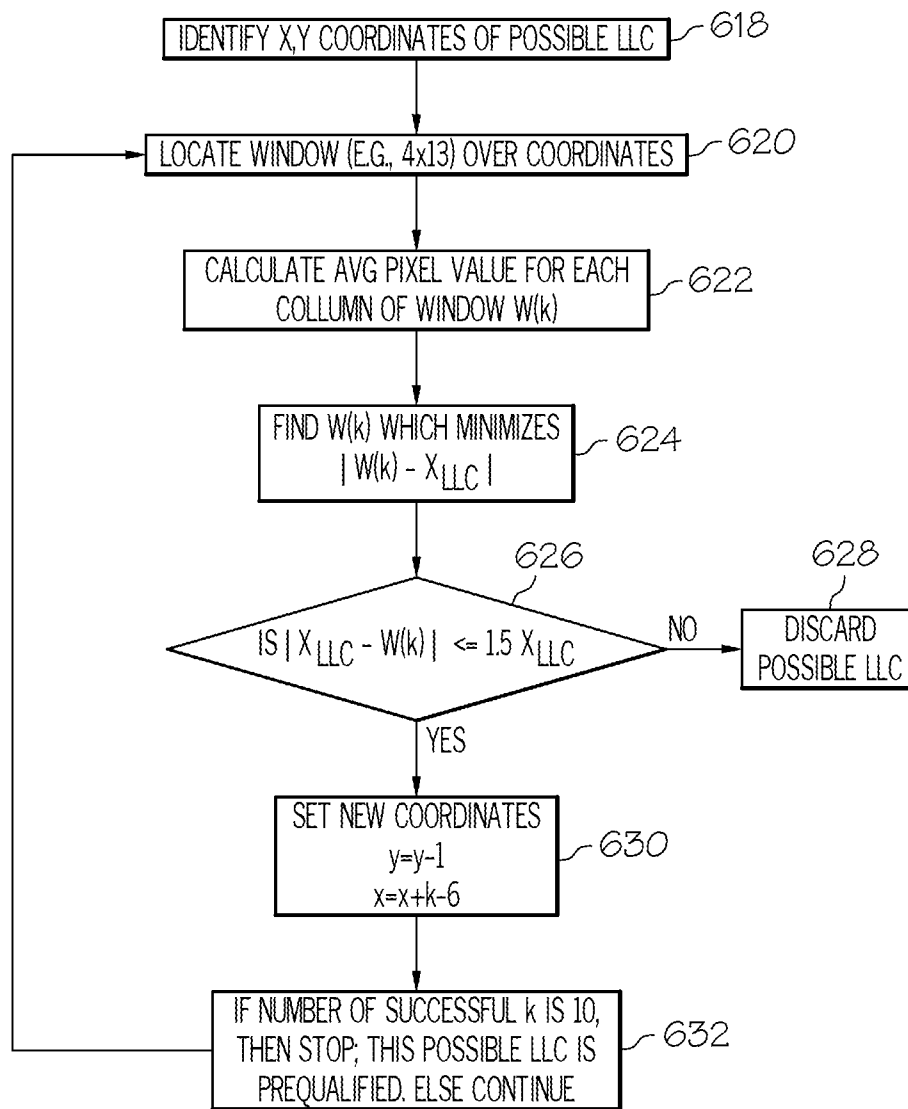 IDENTIFY X,Y COORDINATES OF POSSIBLE LLC
618
LOCATE WINDOW (E.G., 4x13) OVER COORDINATES
620
CALCULATE AVG PIXEL VALUE FOR EACH
COLLUMN OF WINDOW W(k)
622
FIND W(k) WHICH MINIMIZES
| W(k) - X_LLC |
624
626
IS | X_LLC - W(k) | <= 1.5 X_LLC
NO
628
DISCARD
POSSIBLE LLC
YES
SET NEW COORDINATES
y=y-1
x=x+k-6
630
IF NUMBER OF SUCCESSFUL k IS 10,
THEN STOP; THIS POSSIBLE LLC IS
PREQUALIFIED. ELSE CONTINUE
632